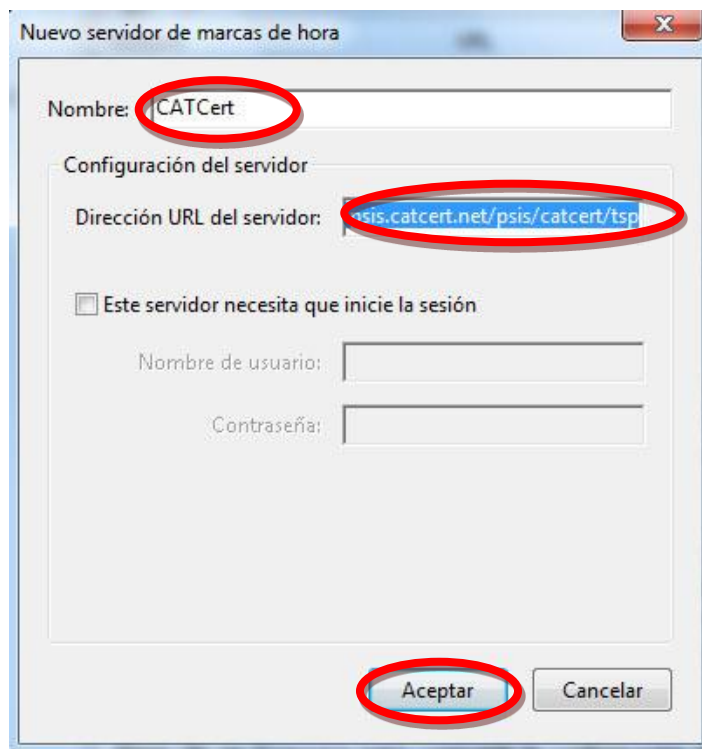 Nuevo servidor de marcas de hora
Nombre: CATCert
Configuración del servidor
Dirección URL del servidor: psis.catcert.net/psis/catcert/tsp
Este servidor necesita que inicie la sesión
Nombre de usuario:
Contraseña:
Aceptar Cancelar